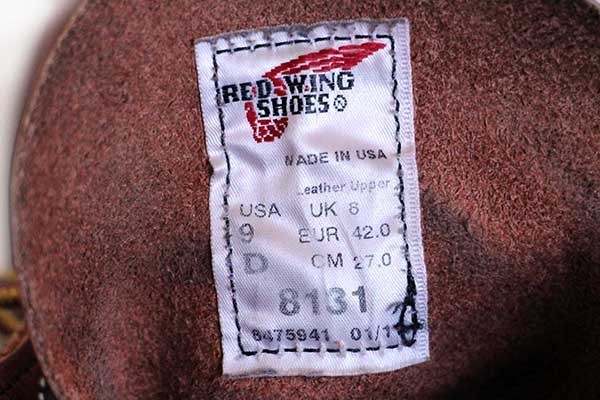 RED WING
SHOES®
MADE IN USA
Leather Upper
USA UK 8
9 EUR 42.0
D CM 27.0
8131
8475941